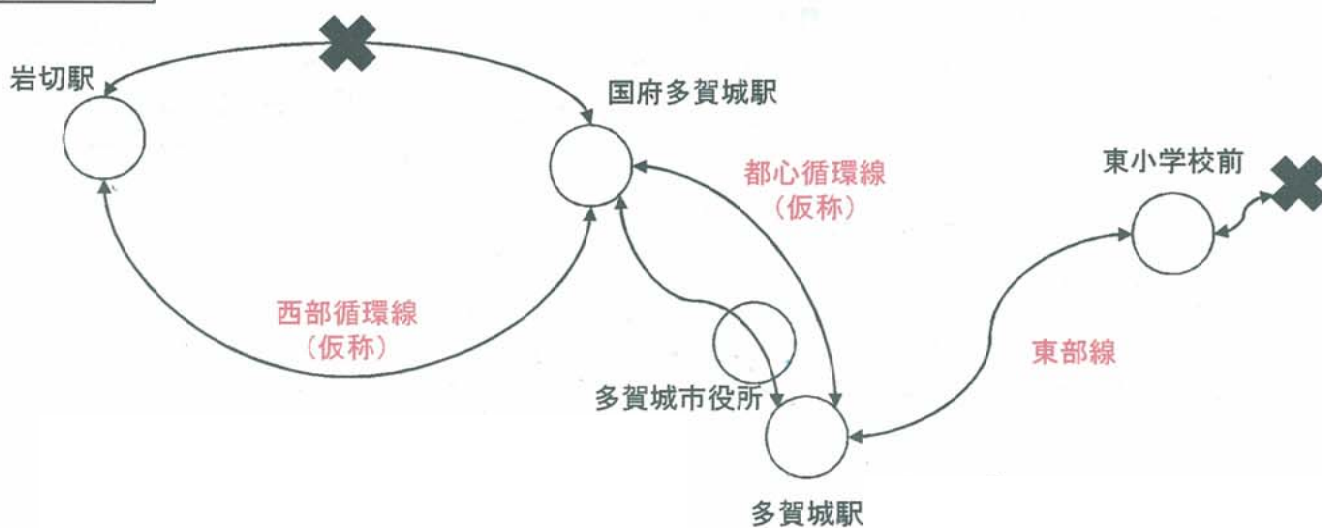 岩切駅
国府多賀城駅
都心循環線
（仮称）
東小学校前
西部循環線
（仮称）
多賀城市役所
東部線
多賀城駅